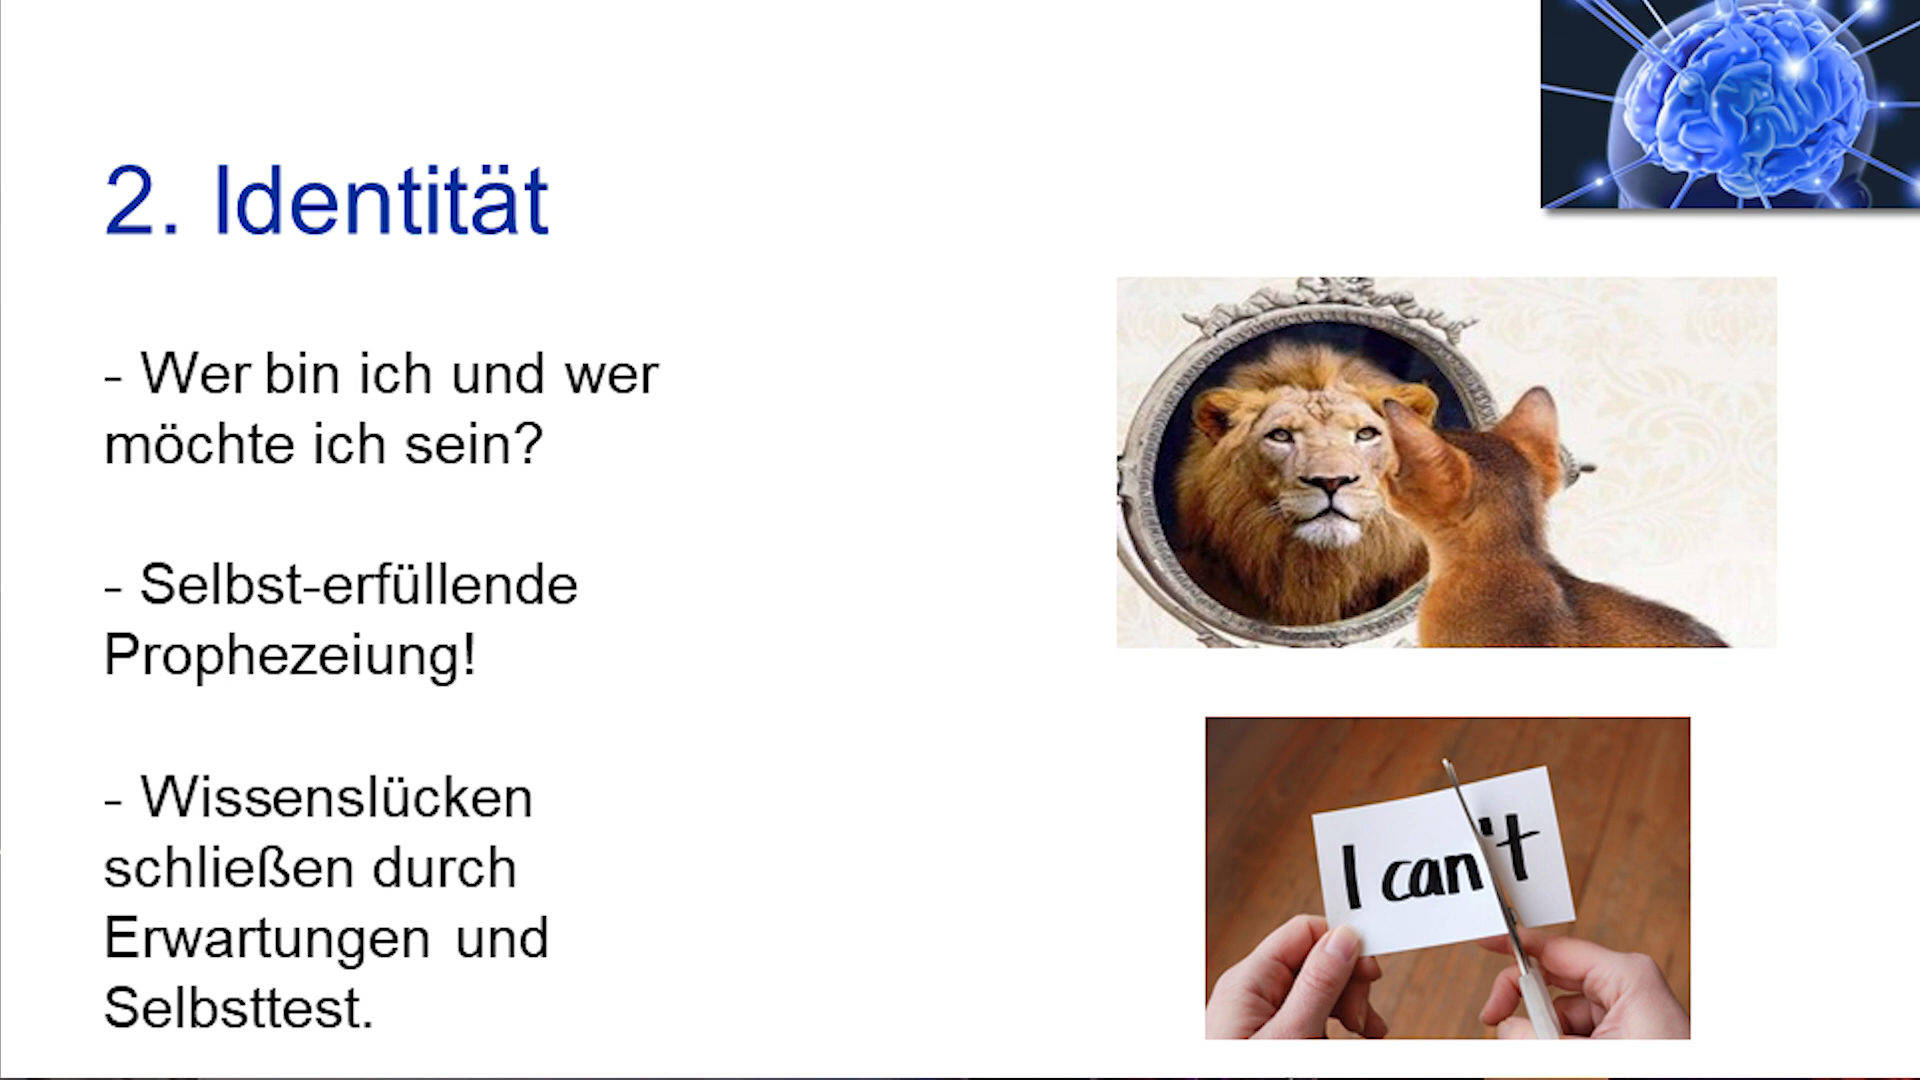 2. Identität
- Wer bin ich und wer
möchte ich sein?
- Selbst-erfüllende
Prophezeiung!
- Wissenslücken
schließen durch
Erwartungen und
Selbsttest.
I can't